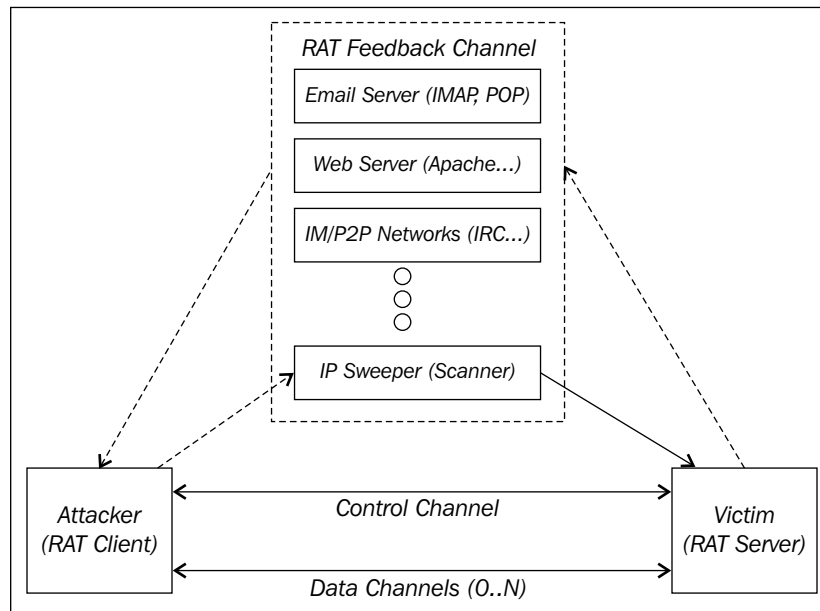 RAT Feedback Channel
Email Server (IMAP, POP)
Web Server (Apache...)
IM/P2P Networks (IRC...)
IP Sweeper (Scanner)
Attacker
(RAT Client)
Control Channel
Victim
(RAT Server)
Data Channels (0..N)